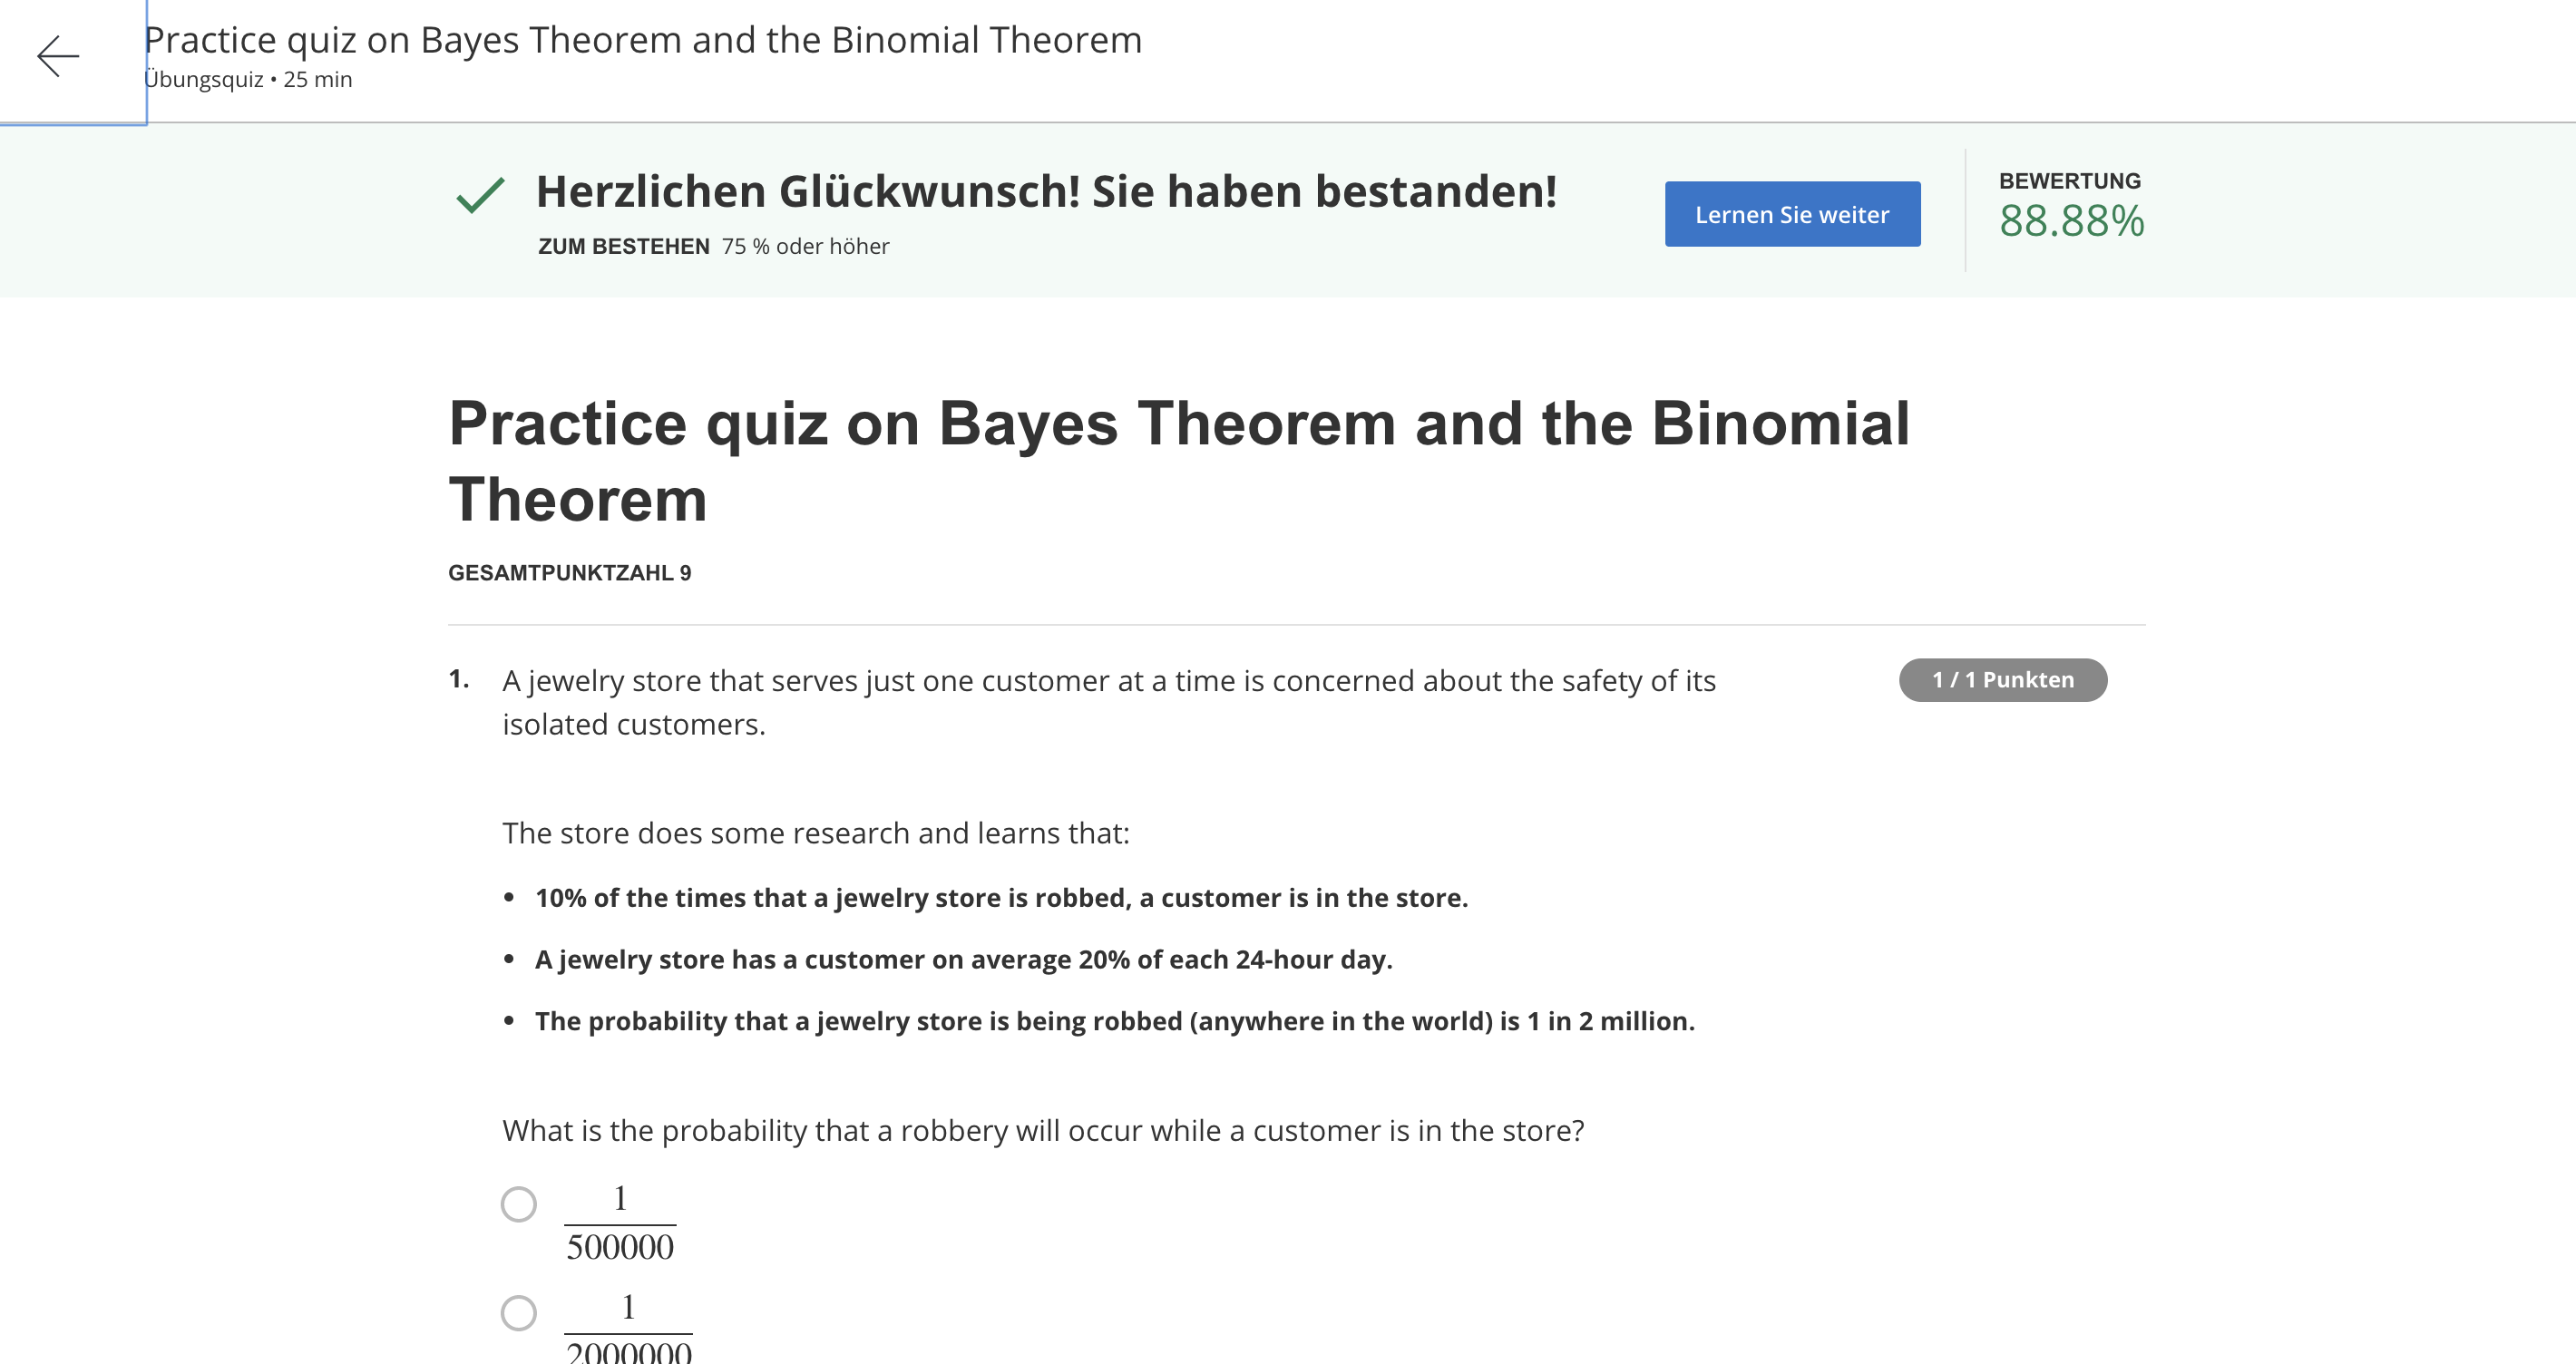 Practice quiz on Bayes Theorem and the Binomial Theorem
Übungsquiz • 25 min
Herzlichen Glückwunsch! Sie haben bestanden!
ZUM BESTEHEN 75 % oder höher
Lernen Sie weiter
BEWERTUNG
88.88%
Practice quiz on Bayes Theorem and the Binomial
Theorem
GESAMTPUNKTZAHL 9
1. A jewelry store that serves just one customer at a time is concerned about the safety of its
isolated customers.
1 / 1 Punkten
The store does some research and learns that:
• 10% of the times that a jewelry store is robbed, a customer is in the store.
• A jewelry store has a customer on average 20% of each 24-hour day.
• The probability that a jewelry store is being robbed (anywhere in the world) is 1 in 2 million.
What is the probability that a robbery will occur while a customer is in the store?
1
500000
1
2000000